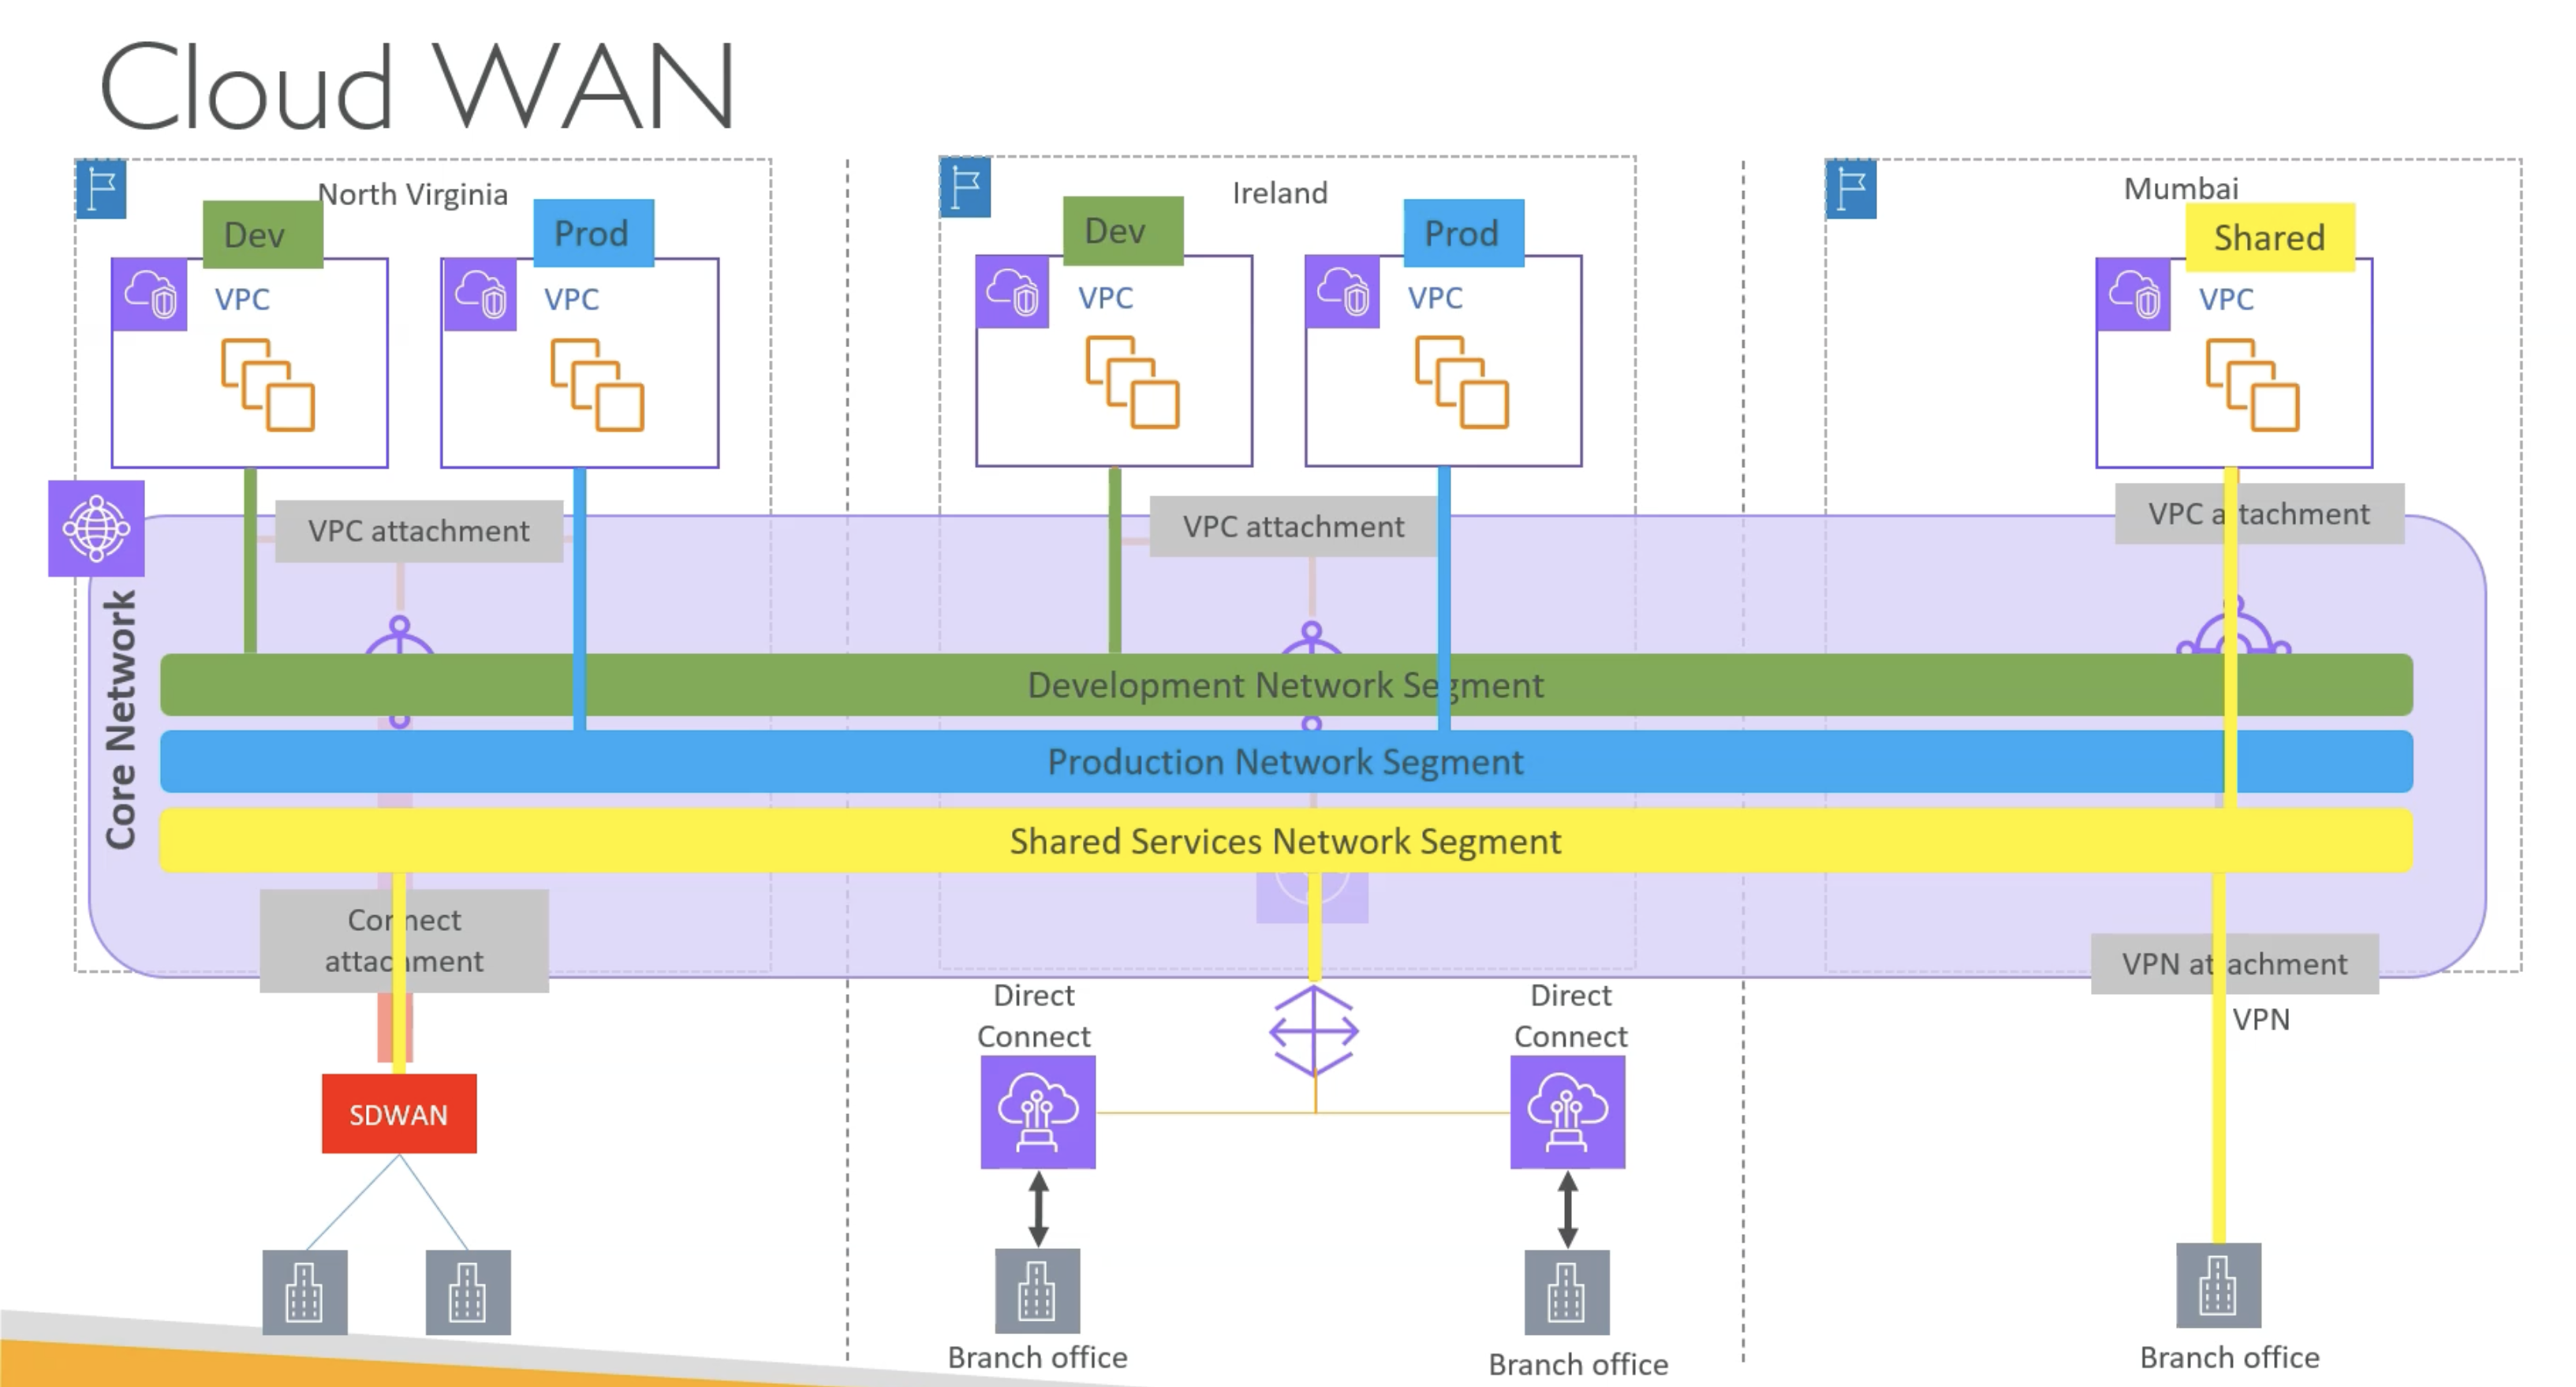 Cloud WAN
North Virginia
Dev
Prod
VPC
VPC
VPC attachment
Ireland
Dev
Prod
VPC
VPC
VPC attachment
Mumbai
Shared
VPC
VPC attachment
Core Network
Development Network Segment
Production Network Segment
Shared Services Network Segment
Connect
attachment
SDWAN
Direct
Connect
Direct
Connect
Branch office
Branch office
VPN attachment
VPN
Branch office